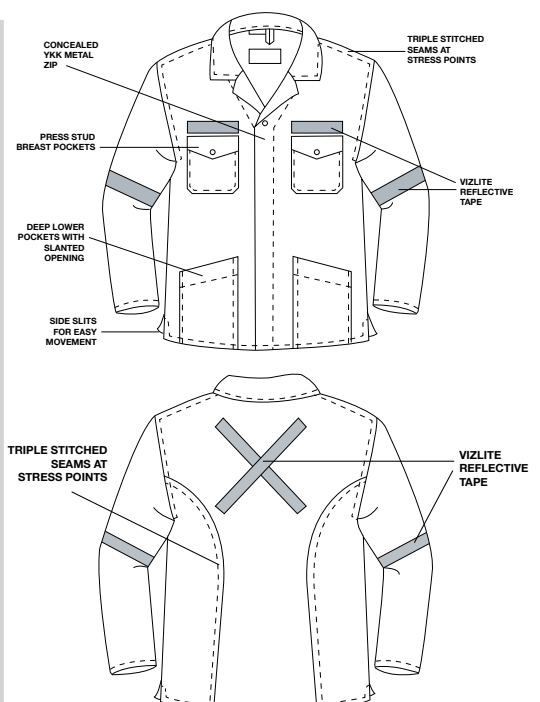 CONCEALED
YKK METAL
ZIP
TRIPLE STITCHED
SEAMS AT
STRESS POINTS
PRESS STUD
BREAST POCKETS
VIZLITE
REFLECTIVE
TAPE
DEEP LOWER
POCKETS WITH
SLANTED
OPENING
SIDE SLITS
FOR EASY
MOVEMENT
TRIPLE STITCHED
SEAMS AT
STRESS POINTS
VIZLITE
REFLECTIVE
TAPE